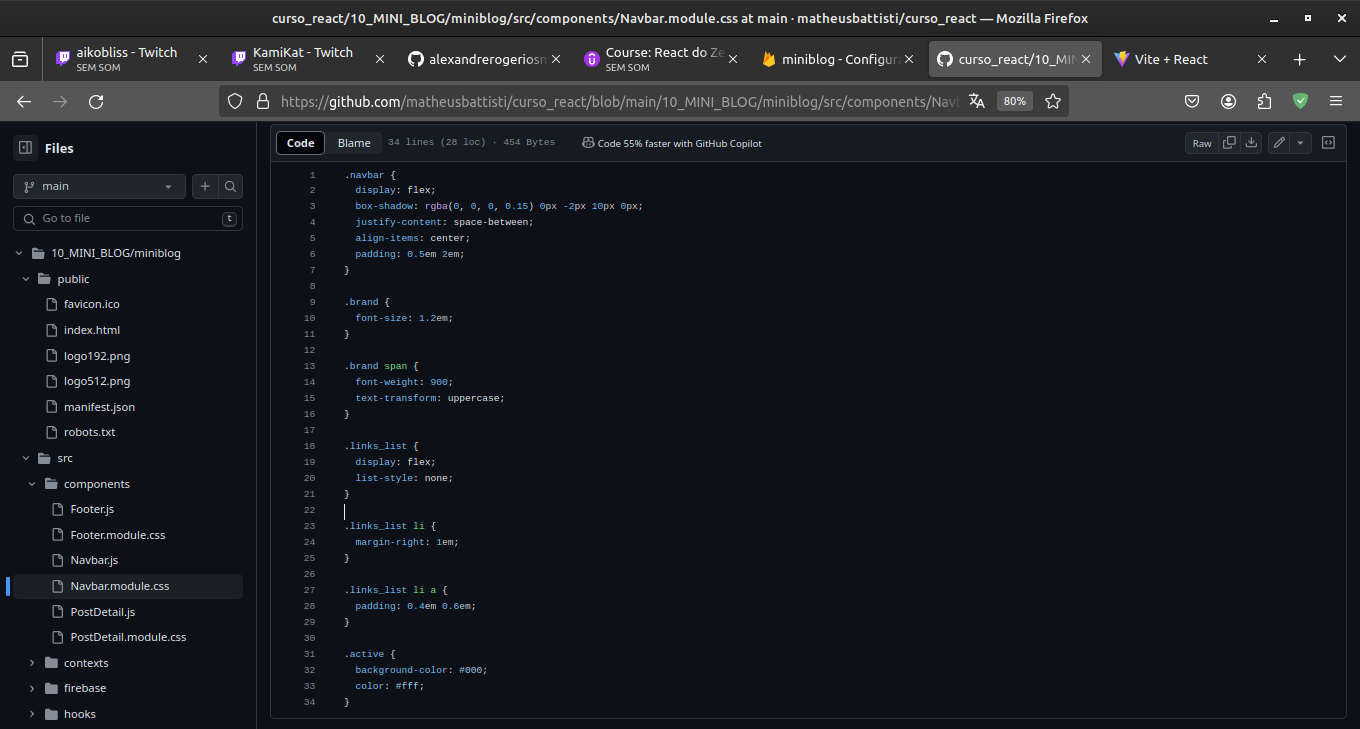 curso_react/10_MINI_BLOG/miniblog/src/components/Navbar.module.css at main · matheusbattisti/curso_react — Mozilla Firefox
aikobliss - Twitch
SEM SOM
KamiKat - Twitch
SEM SOM
alexandrerogeriosn
Course: React do Ze
SEM SOM
miniblog - Configura
curso_react/10_MIN
Vite + React
https://github.com/matheusbattisti/curso_react/blob/main/10_MINI_BLOG/miniblog/src/components/Navb
80%
Files
main
Go to file
t
10_MINI_BLOG/miniblog
public
favicon.ico
index.html
logo192.png
logo512.png
manifest.json
robots.txt
src
components
Footer.js
Footer.module.css
Navbar.js
Navbar.module.css
PostDetail.js
PostDetail.module.css
contexts
firebase
hooks
Code
Blame
34 lines (28 loc) · 454 Bytes
Code 55% faster with GitHub Copilot
Raw
1 .navbar {
2 display: flex;
3 box-shadow: rgba(0, 0, 0, 0.15) 0px -2px 10px 0px;
4 justify-content: space-between;
5 align-items: center;
6 padding: 0.5em 2em;
7 }
8
9 .brand {
10 font-size: 1.2em;
11 }
12
13 .brand span {
14 font-weight: 900;
15 text-transform: uppercase;
16 }
17
18 .links_list {
19 display: flex;
20 list-style: none;
21 }
22
23 .links_list li {
24 margin-right: 1em;
25 }
26
27 .links_list li a {
28 padding: 0.4em 0.6em;
29 }
30
31 .active {
32 background-color: #000;
33 color: #fff;
34 }